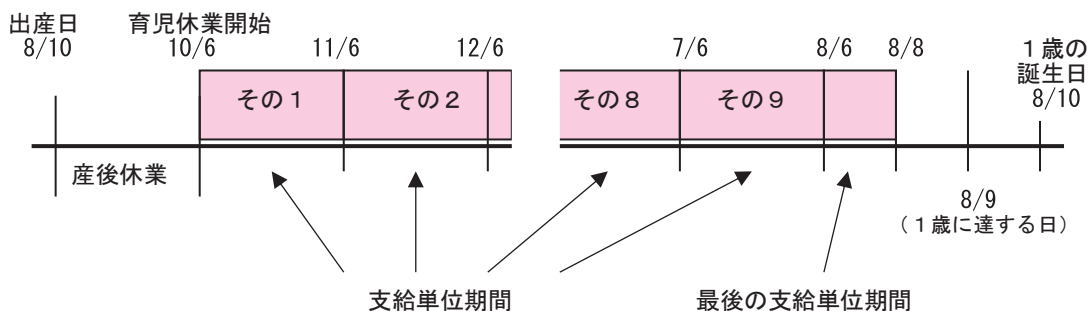 出産日
8/10
育児休業開始
10/6
11/6
12/6
7/6
8/6
8/8
１歳の
誕生日
8/10
その１
その２
その８
その９
産後休業
8/9
（１歳に達する日）
支給単位期間
最後の支給単位期間